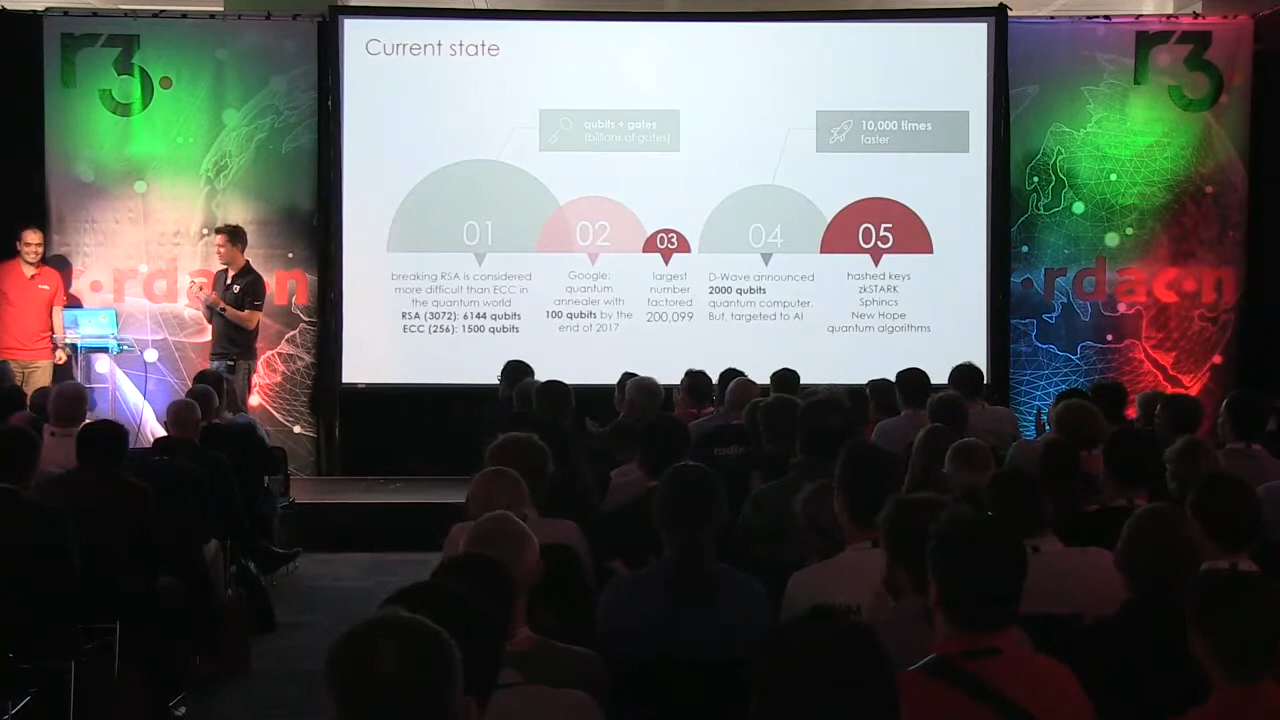 r3.
Current state
r3
qubits + gates
(billions of gates)
10,000 times
faster
01
02
03
04
05
breaking RSA is considered
more difficult than ECC in
the quantum world
RSA (3072): 6144 qubits
ECC (256): 1500 qubits
Google:
quantum
annealer with
100 qubits by the
end of 2017
largest
number
factored
200,099
D-Wave announced
2000 qubits
quantum computer.
But, targeted to AI
hashed keys
zkSTARK
Sphincs
New Hope
quantum algorithms
rdacon
rdacon